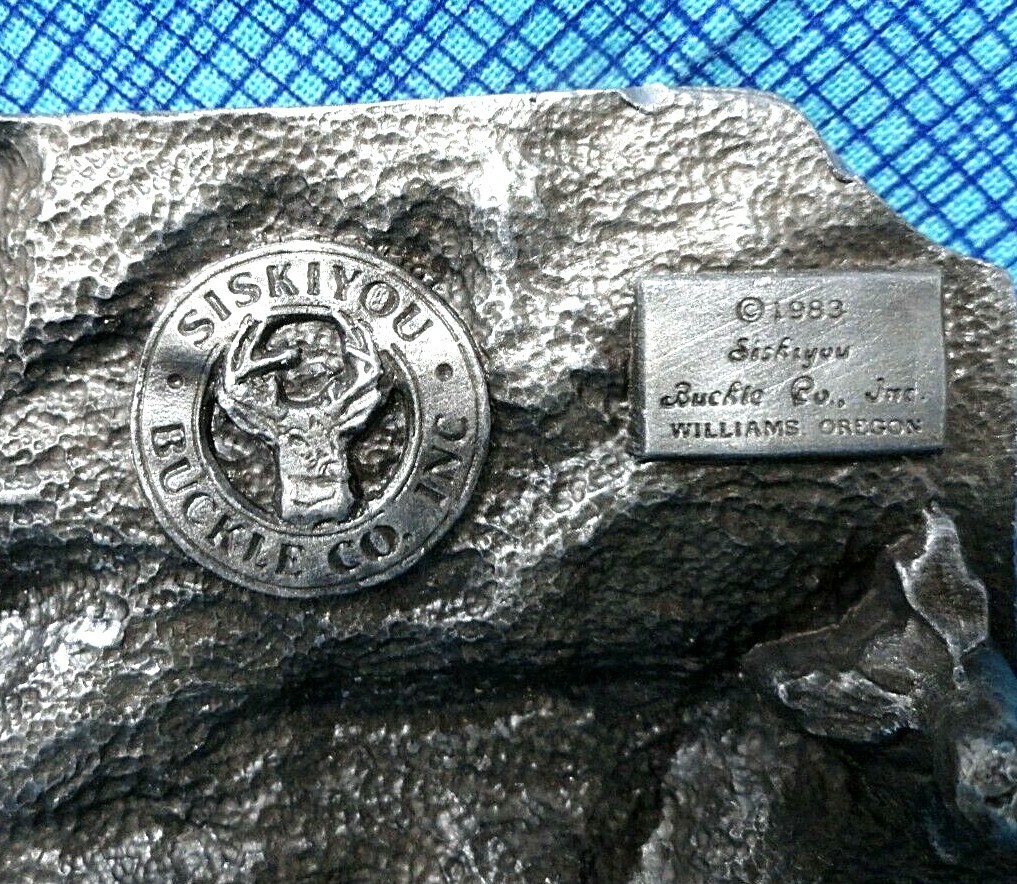 SISKIYOU
BUCKLE CO. INC
©1983
Siskiyou
Buckle Co., Inc.
WILLIAMS OREGON